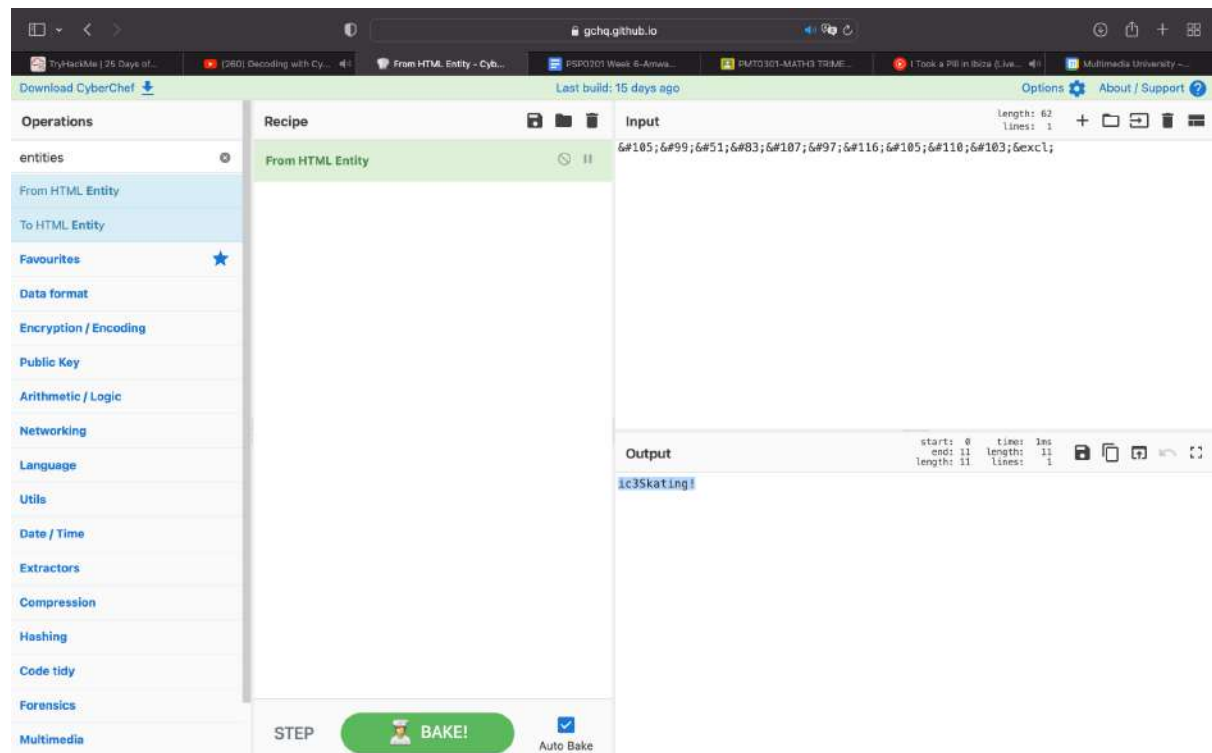 gchq.github.io
TryHackMe | 25 Days of...
(260) Decoding with Cy...
From HTML Entity - Cyb...
PSP0201 Week 6-Amwa...
PMT0301-MATH3 TRIME...
I Took a Pill in Ibiza (Live...
Multimedia University –...
Download CyberChef
Last build: 15 days ago
Options
About / Support
Operations
Recipe
Input
length: 62
lines: 1
entities
From HTML Entity
&#105;&#99;&#51;&#83;&#107;&#97;&#116;&#105;&#110;&#103;&excl;
From HTML Entity
To HTML Entity
Favourites
Data format
Encryption / Encoding
Public Key
Arithmetic / Logic
Networking
Language
Utils
Date / Time
Extractors
Compression
Hashing
Code tidy
Forensics
Multimedia
Output
start: 0 time: 1ms
end: 11 length: 11
length: 11 lines: 1
ic3Skating!
STEP
BAKE!
Auto Bake